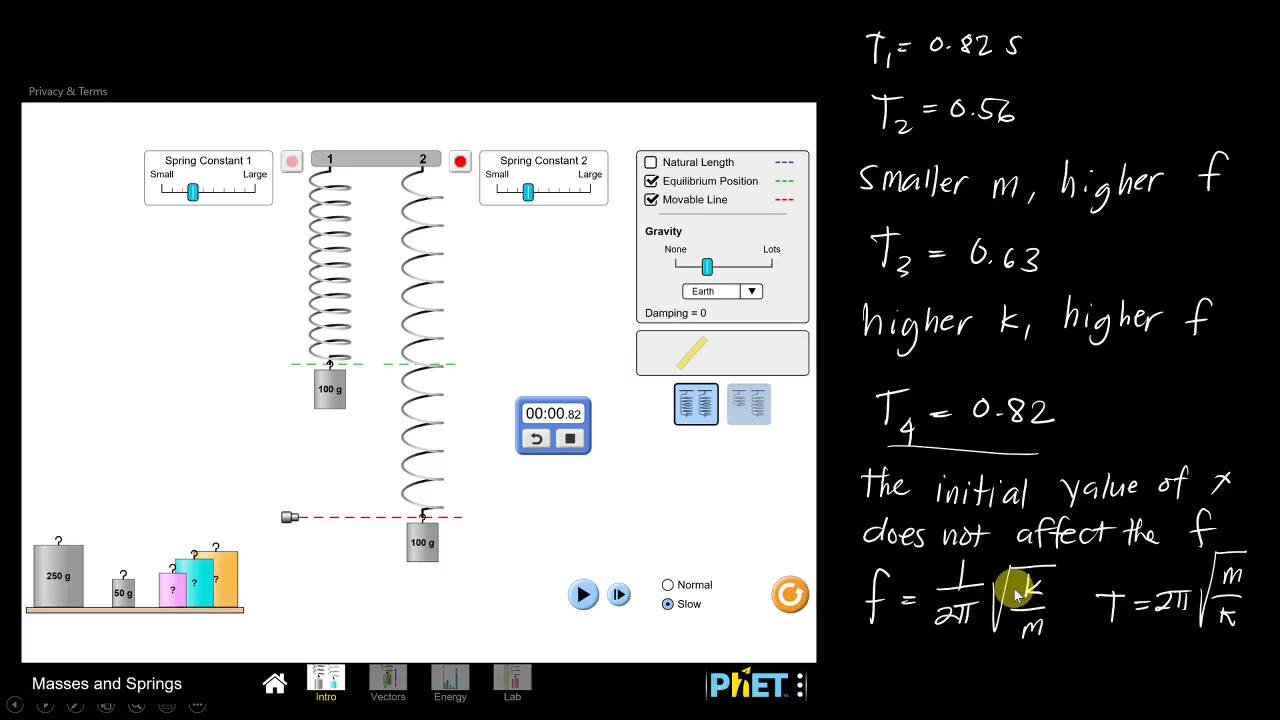 Privacy & Terms
Spring Constant 1
Small Large
1 2
Spring Constant 2
Small Large
Natural Length
Equilibrium Position
Movable Line
Gravity
None Lots
Earth
Damping = 0
100 g
100 g
00:00.82
250 g
50 g
?
?
?
Normal
Slow
Masses and Springs
Intro
Vectors
Energy
Lab
PhET
T₁ = 0.82 s
T₂ = 0.56
smaller m, higher f
T₃ = 0.63
higher k, higher f
T₄ = 0.82
the initial value of x
does not affect the f
f = 1/2π √k/m T = 2π √m/k